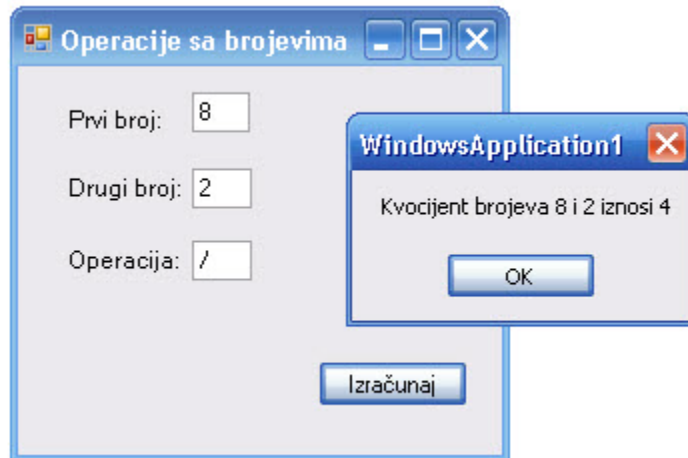 Operacije sa brojevima
Prvi broj: 8
Drugi broj: 2
Operacija: /
Izračunaj
WindowsApplication1
Kvocijent brojeva 8 i 2 iznosi 4
OK